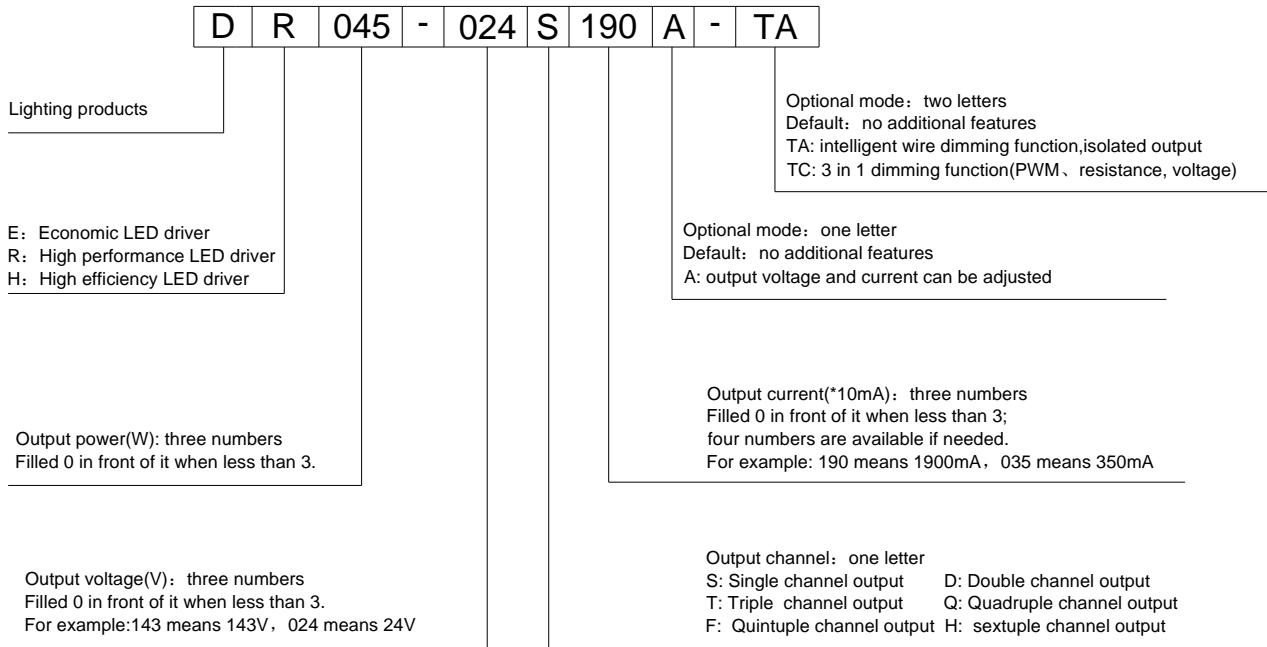 D R 045 - 024 S 190 A - TA
Lighting products
Optional mode：two letters
Default：no additional features
TA: intelligent wire dimming function,isolated output
TC: 3 in 1 dimming function(PWM、resistance, voltage)
E：Economic LED driver
R：High performance LED driver
H：High efficiency LED driver
Optional mode：one letter
Default：no additional features
A: output voltage and current can be adjusted
Output power(W): three numbers
Filled 0 in front of it when less than 3.
Output current(*10mA)：three numbers
Filled 0 in front of it when less than 3;
four numbers are available if needed.
For example: 190 means 1900mA，035 means 350mA
Output voltage(V)：three numbers
Filled 0 in front of it when less than 3.
For example:143 means 143V，024 means 24V
Output channel：one letter
S: Single channel output D: Double channel output
T: Triple channel output Q: Quadruple channel output
F: Quintuple channel output H: sextuple channel output